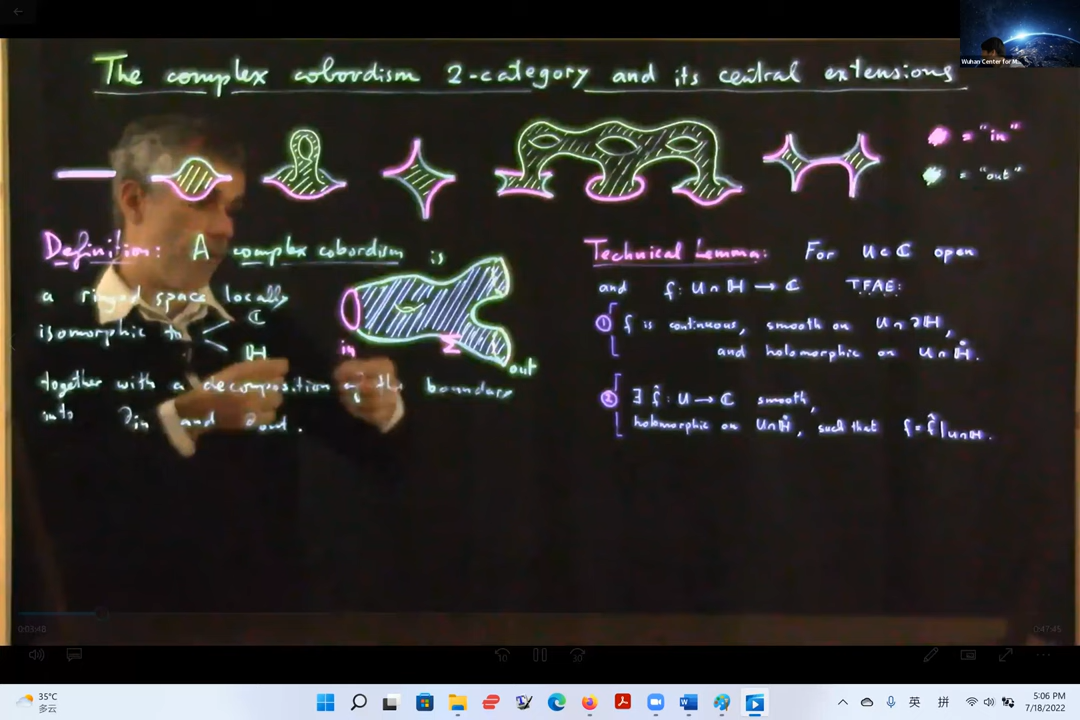 Wuhan Center for M...
The complex cobordism 2-category and its central extensions
= "in"
= "out"
Definition: A complex cobordism is
a ringed space locally
isomorphic to < ℂ
ℍ
together with a decomposition of the boundary
into ∂in and ∂out.
in
Σ
out
Technical Lemma: For U⊂ℂ open
and f: U∩ℍ → ℂ TFAE:
① f is continuous, smooth on U∩∂ℍ,
and holomorphic on U∩ℍ̊.
② ∃ f̂: U → ℂ smooth,
holomorphic on U∩ℍ̊, such that f = f̂|U∩ℍ.
0:03:48
0:47:45
10
30
35°C
多云
英
拼
5:06 PM
7/18/2022